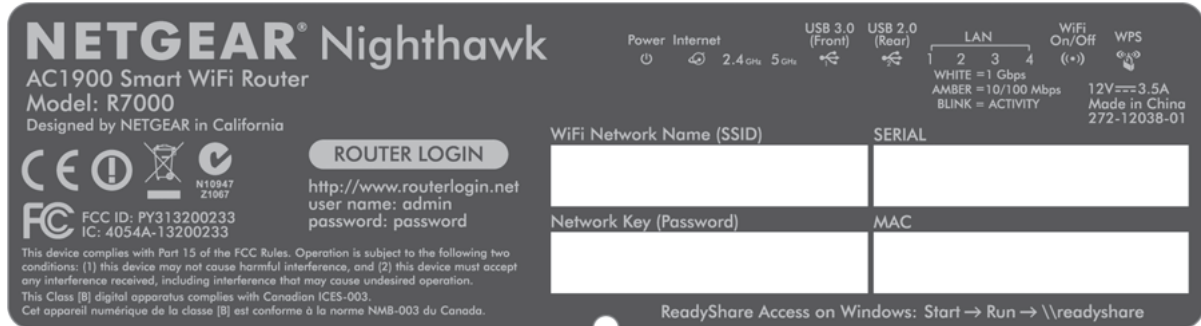 NETGEAR® Nighthawk
AC1900 Smart WiFi Router
Model: R7000
Designed by NETGEAR in California
N10947
Z1067
FCC ID: PY313200233
IC: 4054A-13200233
ROUTER LOGIN
http://www.routerlogin.net
user name: admin
password: password
This device complies with Part 15 of the FCC Rules. Operation is subject to the following two
conditions: (1) this device may not cause harmful interference, and (2) this device must accept
any interference received, including interference that may cause undesired operation.
This Class [B] digital apparatus complies with Canadian ICES-003.
Cet appareil numérique de la classe [B] est conforme à la norme NMB-003 du Canada.
Power Internet
2.4 GHz 5 GHz
USB 3.0
(Front)
USB 2.0
(Rear)
LAN
1 2 3 4
WHITE = 1 Gbps
AMBER = 10/100 Mbps
BLINK = ACTIVITY
WiFi
On/Off
WPS
12V⎓3.5A
Made in China
272-12038-01
WiFi Network Name (SSID)
SERIAL
Network Key (Password)
MAC
ReadyShare Access on Windows: Start → Run → \\readyshare